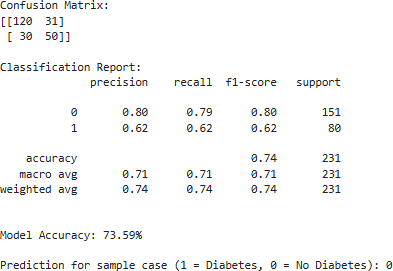 Confusion Matrix:
[[120  31]
 [ 30  50]]
Classification Report:
              precision    recall  f1-score   support
           0       0.80      0.79      0.80       151
           1       0.62      0.62      0.62        80
    accuracy                           0.74       231
   macro avg       0.71      0.71      0.71       231
weighted avg       0.74      0.74      0.74       231
Model Accuracy: 73.59%
Prediction for sample case (1 = Diabetes, 0 = No Diabetes): 0